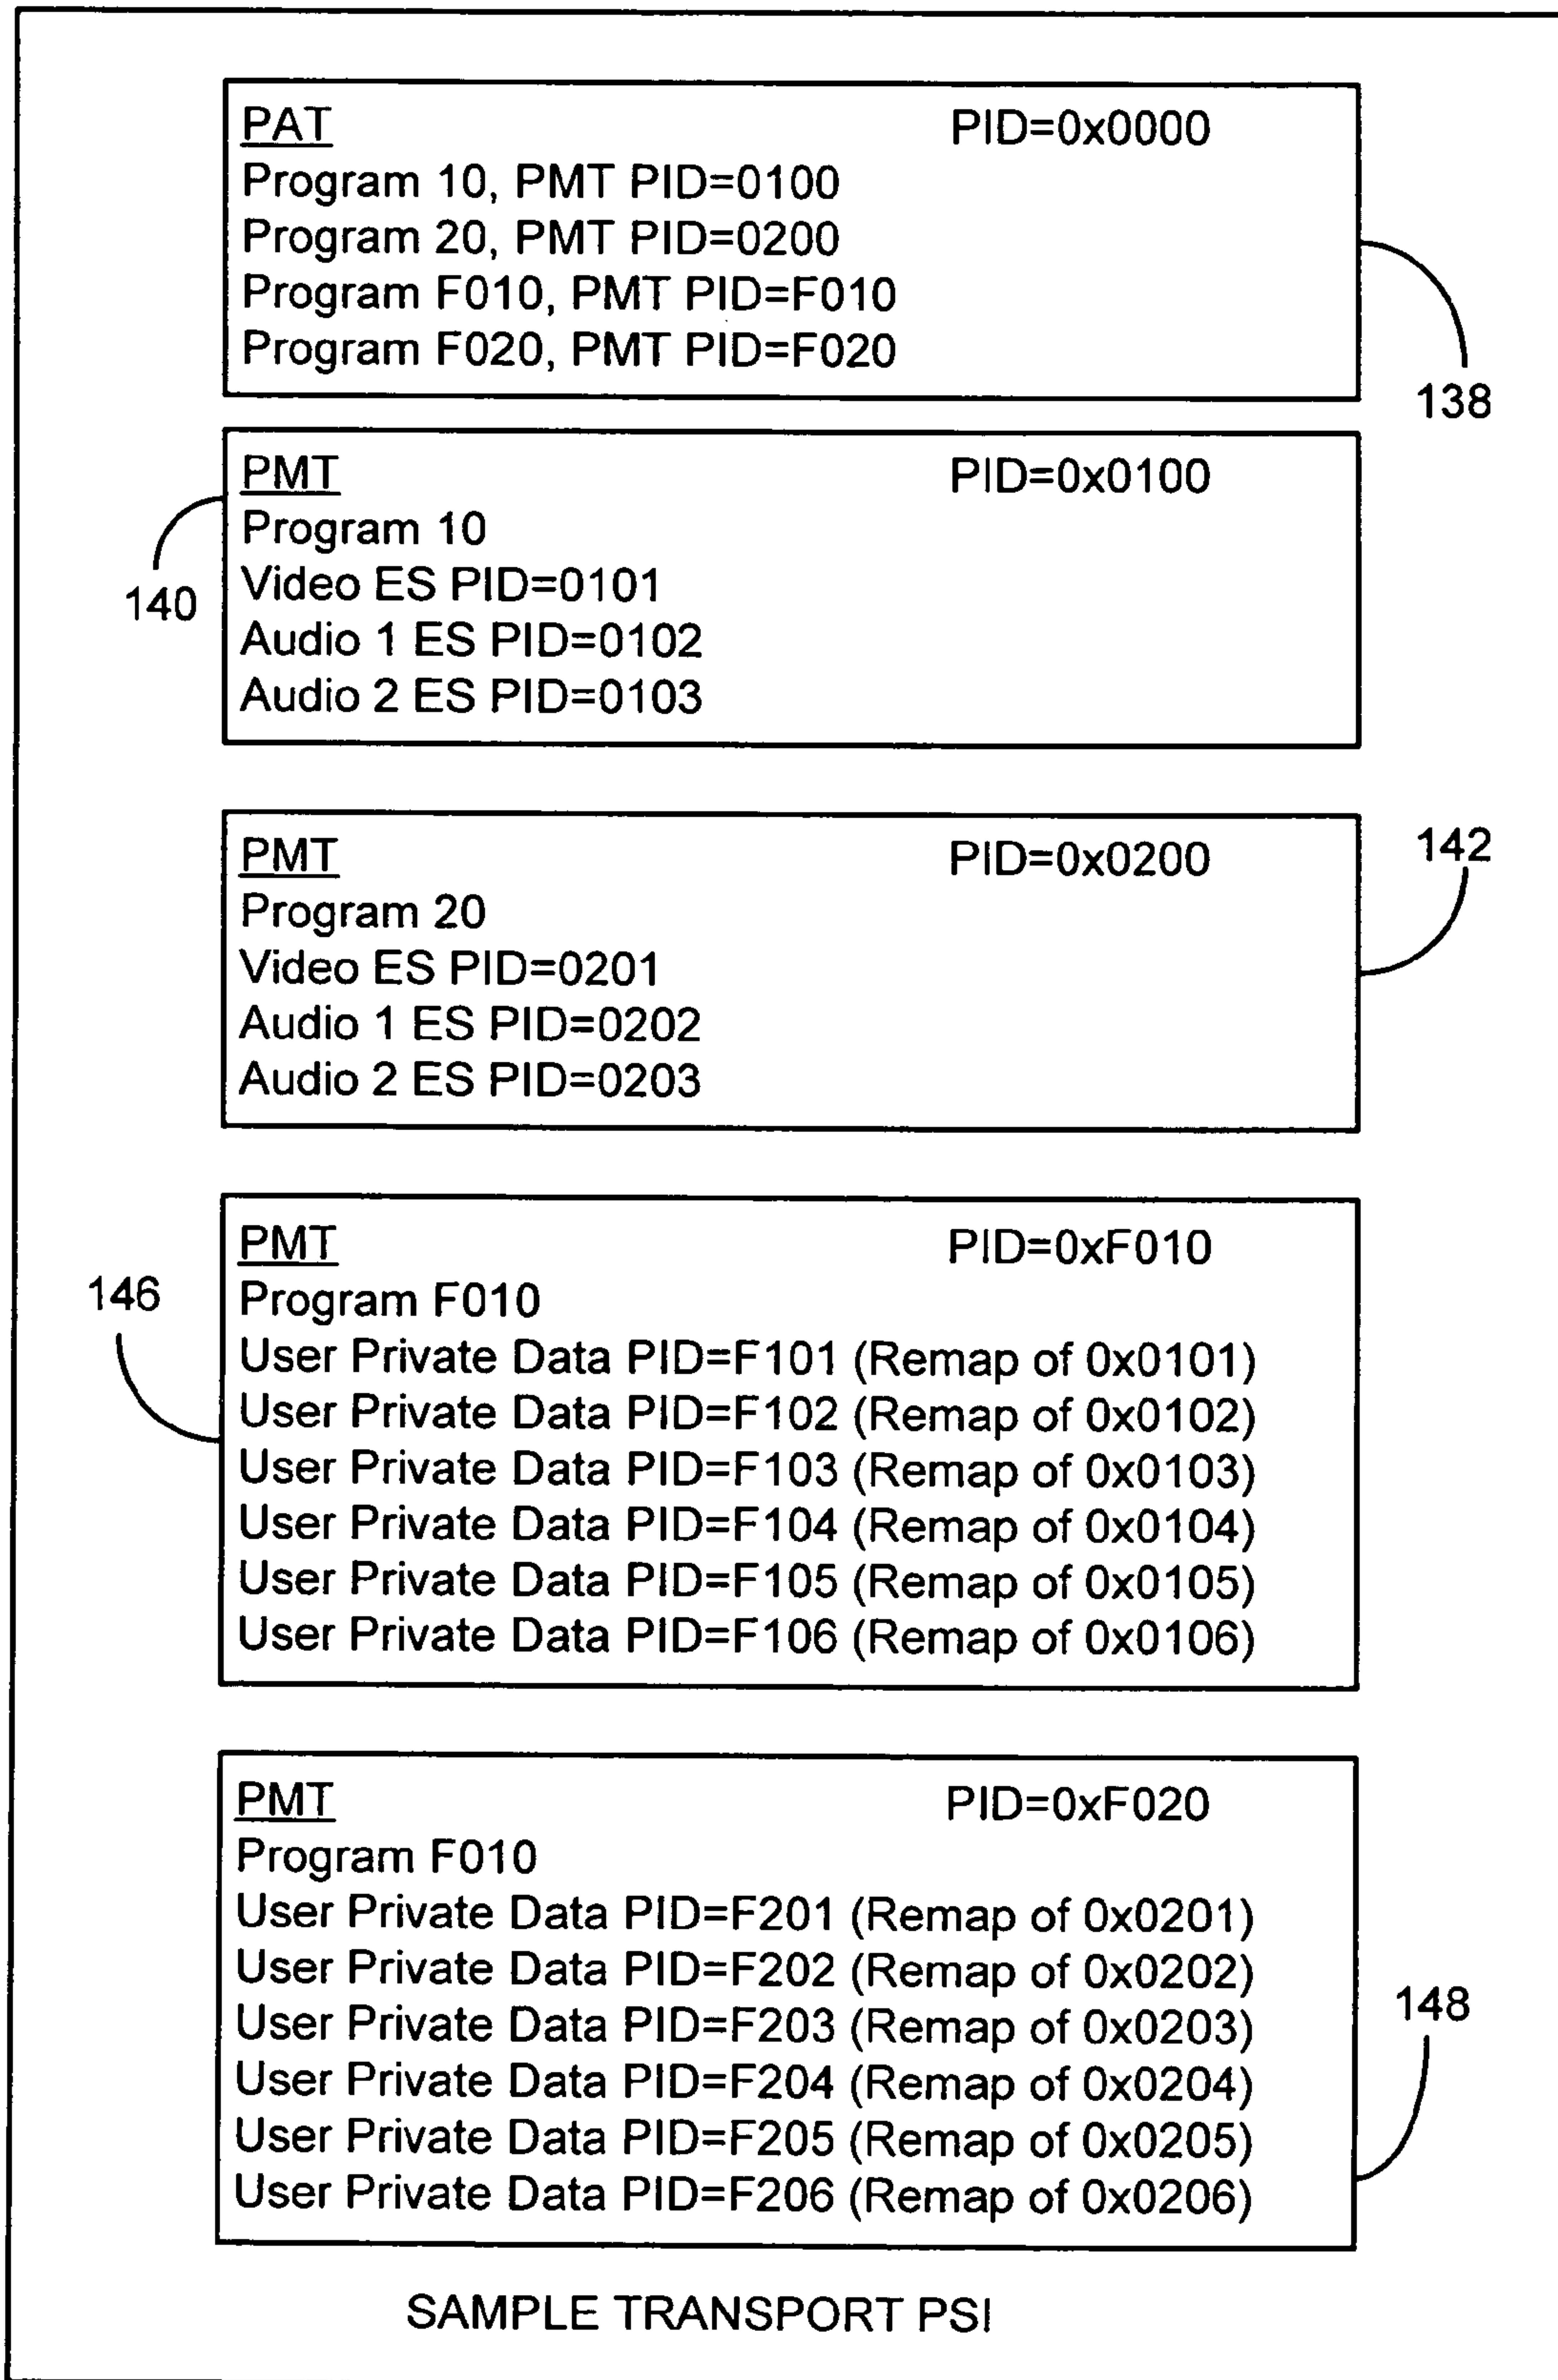 PAT PID=0x0000
Program 10, PMT PID=0100
Program 20, PMT PID=0200
Program F010, PMT PID=F010
Program F020, PMT PID=F020
138
PMT PID=0x0100
Program 10
Video ES PID=0101
Audio 1 ES PID=0102
Audio 2 ES PID=0103
140
PMT PID=0x0200
Program 20
Video ES PID=0201
Audio 1 ES PID=0202
Audio 2 ES PID=0203
142
PMT PID=0xF010
Program F010
User Private Data PID=F101 (Remap of 0x0101)
User Private Data PID=F102 (Remap of 0x0102)
User Private Data PID=F103 (Remap of 0x0103)
User Private Data PID=F104 (Remap of 0x0104)
User Private Data PID=F105 (Remap of 0x0105)
User Private Data PID=F106 (Remap of 0x0106)
146
PMT PID=0xF020
Program F010
User Private Data PID=F201 (Remap of 0x0201)
User Private Data PID=F202 (Remap of 0x0202)
User Private Data PID=F203 (Remap of 0x0203)
User Private Data PID=F204 (Remap of 0x0204)
User Private Data PID=F205 (Remap of 0x0205)
User Private Data PID=F206 (Remap of 0x0206)
148
SAMPLE TRANSPORT PSI